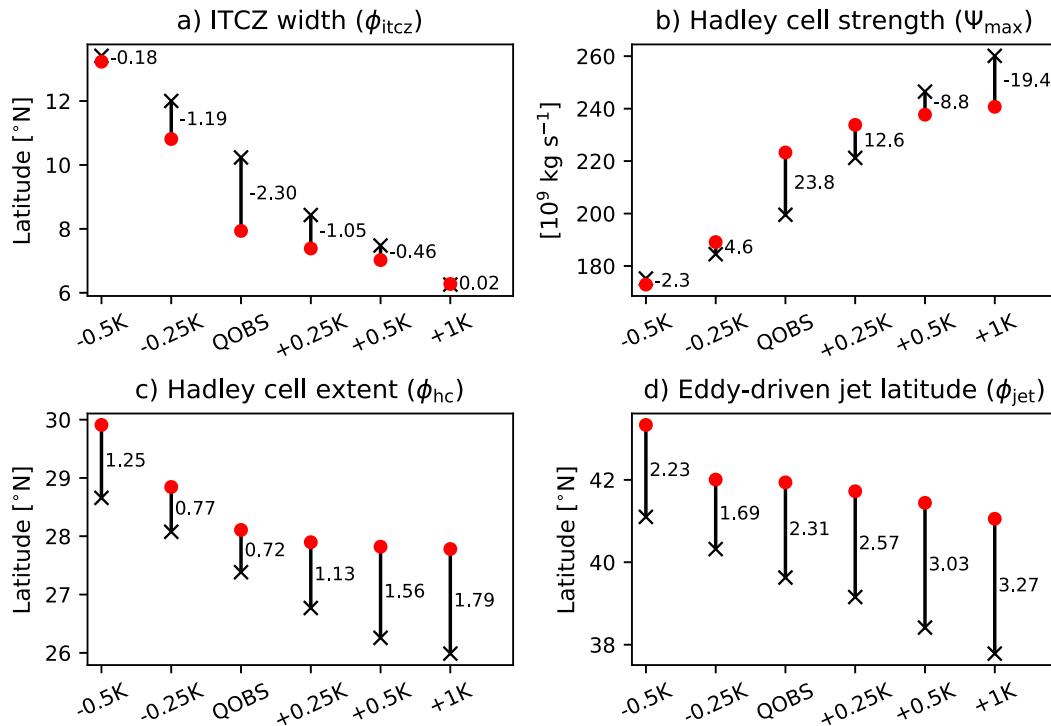 a) ITCZ width (ϕitcz)
Latitude [°N]
12
10
8
6
-0.18
-1.19
-2.30
-1.05
-0.46
0.02
-0.5K
-0.25K
QOBS
+0.25K
+0.5K
+1K
b) Hadley cell strength (Ψmax)
[10⁹ kg s⁻¹]
260
240
220
200
180
-2.3
4.6
23.8
12.6
-8.8
-19.4
-0.5K
-0.25K
QOBS
+0.25K
+0.5K
+1K
c) Hadley cell extent (ϕhc)
Latitude [°N]
30
29
28
27
26
1.25
0.77
0.72
1.13
1.56
1.79
-0.5K
-0.25K
QOBS
+0.25K
+0.5K
+1K
d) Eddy-driven jet latitude (ϕjet)
Latitude [°N]
42
40
38
2.23
1.69
2.31
2.57
3.03
3.27
-0.5K
-0.25K
QOBS
+0.25K
+0.5K
+1K